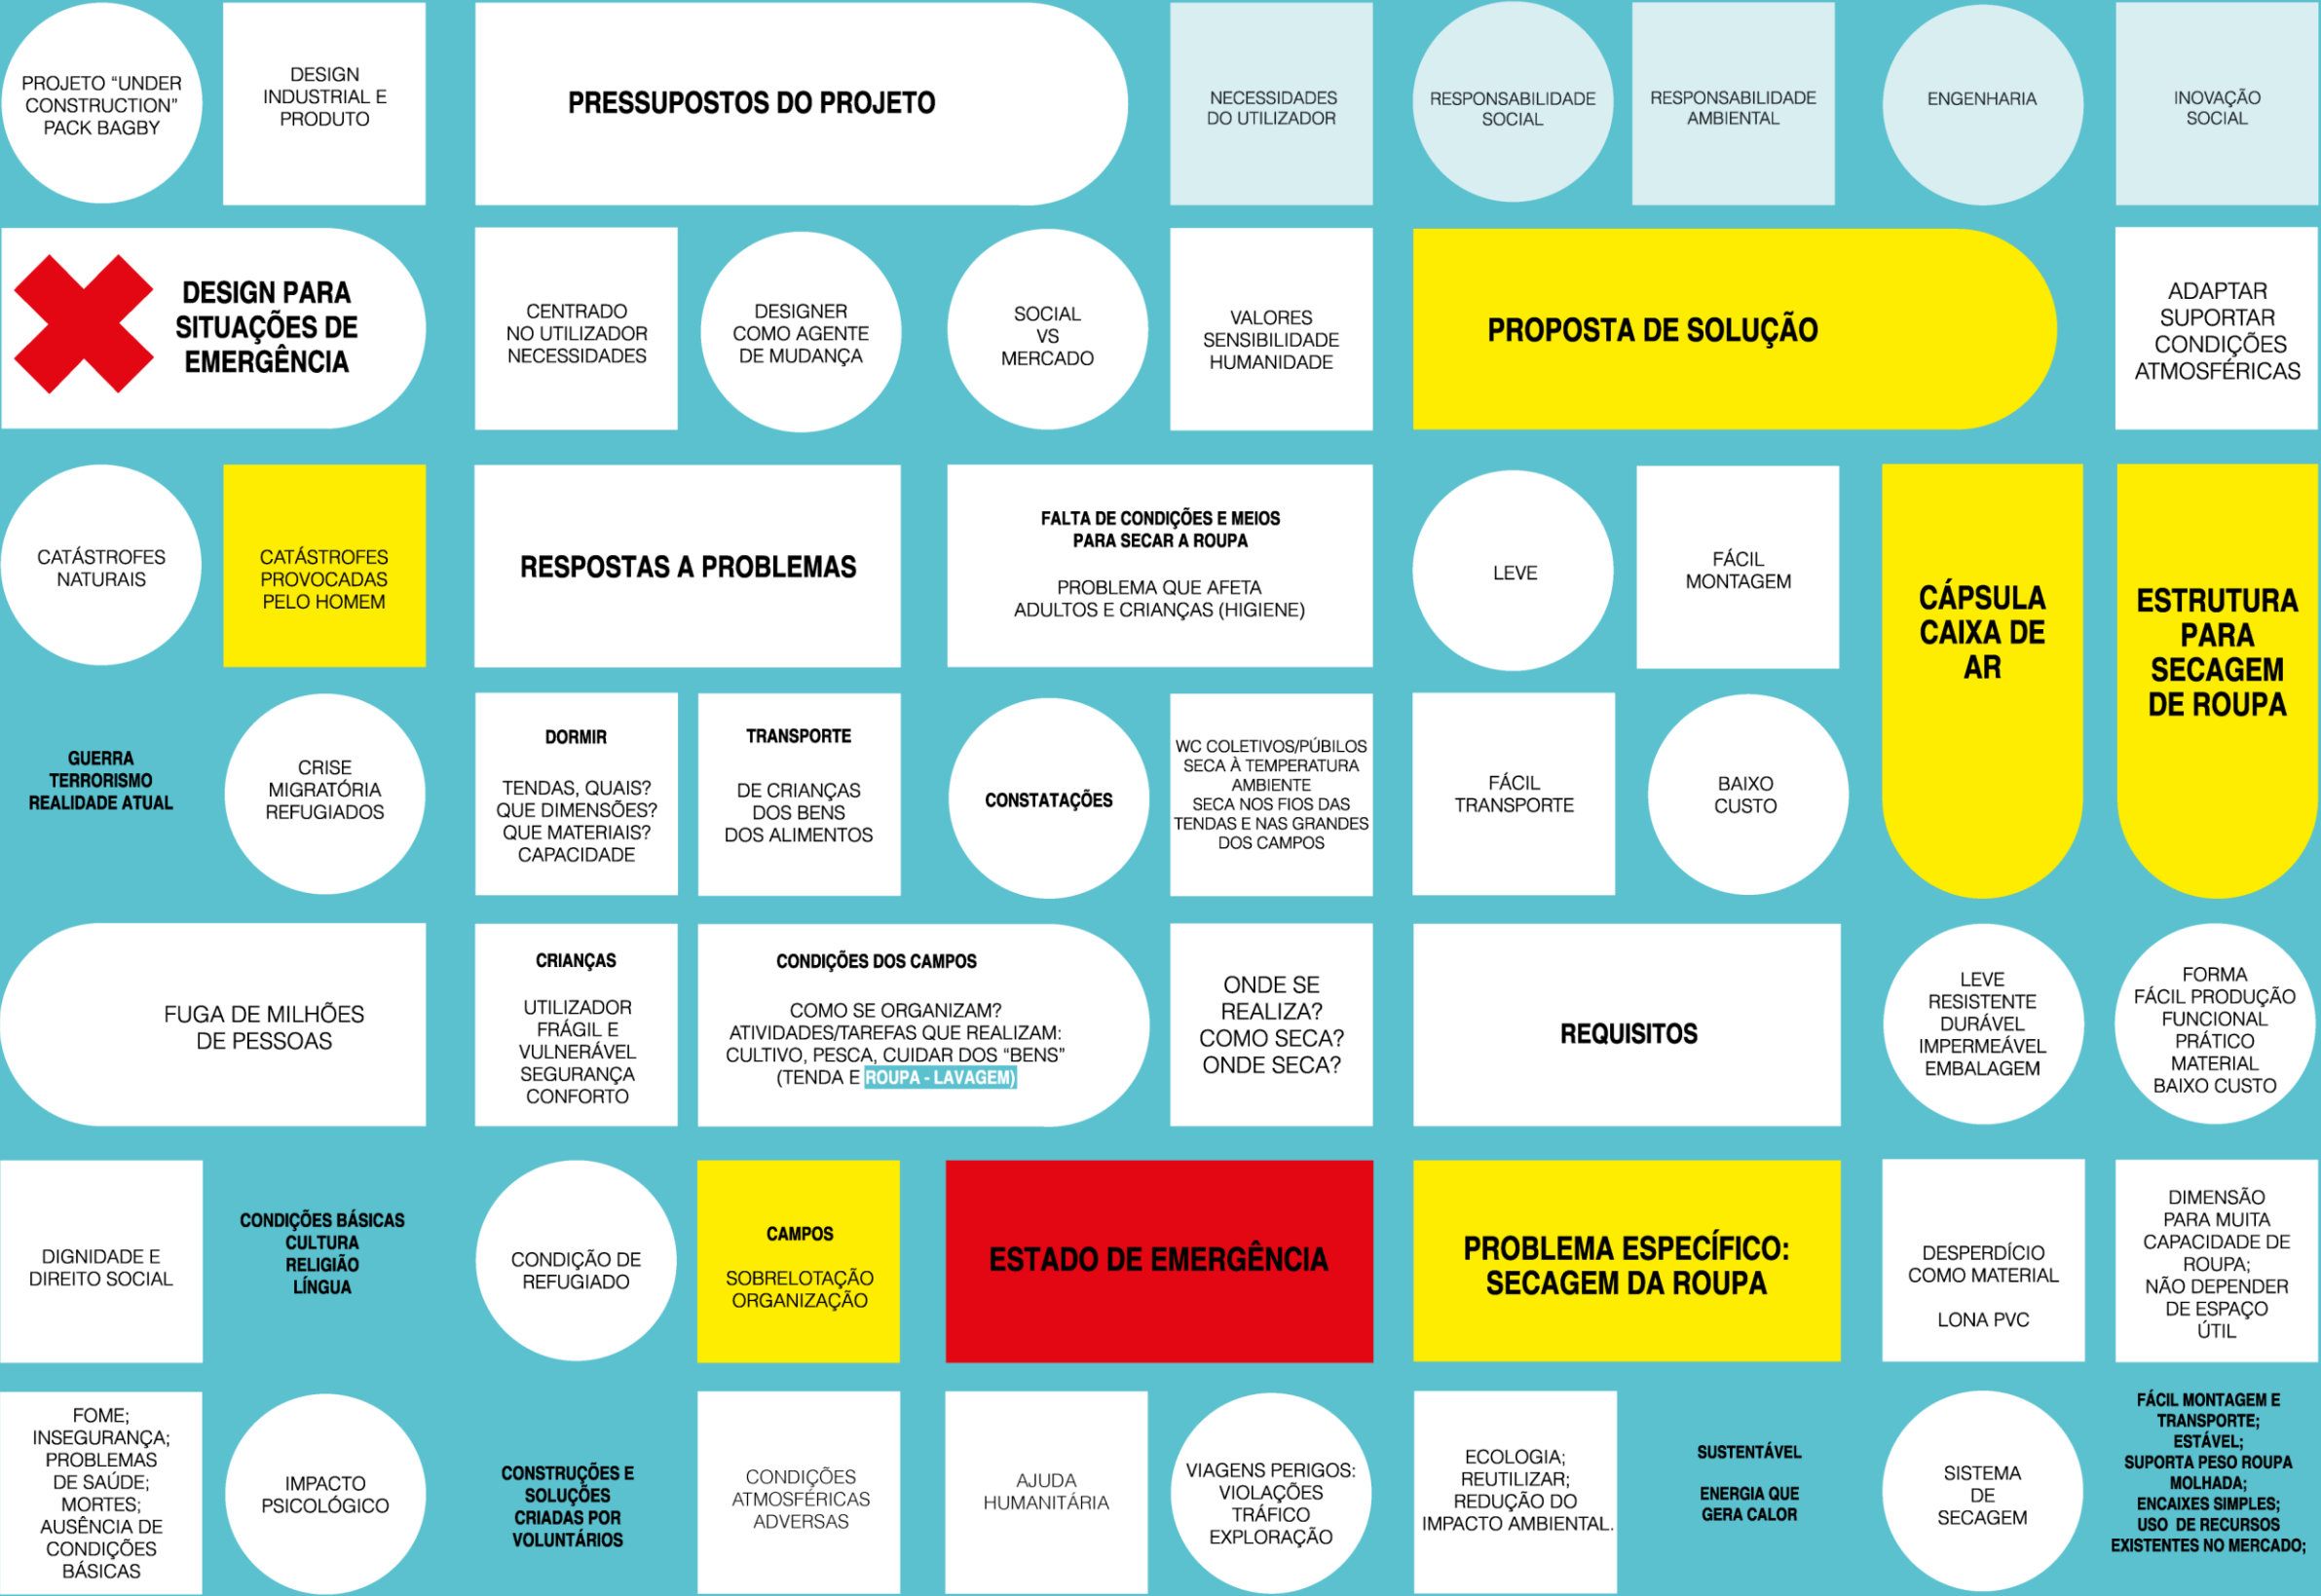 PROJETO “UNDER
CONSTRUCTION”
PACK BAGBY
DESIGN
INDUSTRIAL E
PRODUTO
PRESSUPOSTOS DO PROJETO
NECESSIDADES
DO UTILIZADOR
RESPONSABILIDADE
SOCIAL
RESPONSABILIDADE
AMBIENTAL
ENGENHARIA
INOVAÇÃO
SOCIAL
DESIGN PARA
SITUAÇÕES DE
EMERGÊNCIA
CENTRADO
NO UTILIZADOR
NECESSIDADES
DESIGNER
COMO AGENTE
DE MUDANÇA
SOCIAL
VS
MERCADO
VALORES
SENSIBILIDADE
HUMANIDADE
PROPOSTA DE SOLUÇÃO
ADAPTAR
SUPORTAR
CONDIÇÕES
ATMOSFÉRICAS
CATÁSTROFES
NATURAIS
CATÁSTROFES
PROVOCADAS
PELO HOMEM
RESPOSTAS A PROBLEMAS
FALTA DE CONDIÇÕES E MEIOS
PARA SECAR A ROUPA
PROBLEMA QUE AFETA
ADULTOS E CRIANÇAS (HIGIENE)
LEVE
FÁCIL
MONTAGEM
CÁPSULA
CAIXA DE
AR
ESTRUTURA
PARA
SECAGEM
DE ROUPA
GUERRA
TERRORISMO
REALIDADE ATUAL
CRISE
MIGRATÓRIA
REFUGIADOS
DORMIR
TENDAS, QUAIS?
QUE DIMENSÕES?
QUE MATERIAIS?
CAPACIDADE
TRANSPORTE
DE CRIANÇAS
DOS BENS
DOS ALIMENTOS
CONSTATAÇÕES
WC COLETIVOS/PÚBILOS
SECA À TEMPERATURA
AMBIENTE
SECA NOS FIOS DAS
TENDAS E NAS GRANDES
DOS CAMPOS
FÁCIL
TRANSPORTE
BAIXO
CUSTO
FUGA DE MILHÕES
DE PESSOAS
CRIANÇAS
UTILIZADOR
FRÁGIL E
VULNERÁVEL
SEGURANÇA
CONFORTO
CONDIÇÕES DOS CAMPOS
COMO SE ORGANIZAM?
ATIVIDADES/TAREFAS QUE REALIZAM:
CULTIVO, PESCA, CUIDAR DOS “BENS”
(TENDA E ROUPA - LAVAGEM)
ONDE SE
REALIZA?
COMO SECA?
ONDE SECA?
REQUISITOS
LEVE
RESISTENTE
DURÁVEL
IMPERMEÁVEL
EMBALAGEM
FORMA
FÁCIL PRODUÇÃO
FUNCIONAL
PRÁTICO
MATERIAL
BAIXO CUSTO
DIGNIDADE E
DIREITO SOCIAL
CONDIÇÕES BÁSICAS
CULTURA
RELIGIÃO
LÍNGUA
CONDIÇÃO DE
REFUGIADO
CAMPOS
SOBRELOTAÇÃO
ORGANIZAÇÃO
ESTADO DE EMERGÊNCIA
PROBLEMA ESPECÍFICO:
SECAGEM DA ROUPA
DESPERDÍCIO
COMO MATERIAL
LONA PVC
DIMENSÃO
PARA MUITA
CAPACIDADE DE
ROUPA;
NÃO DEPENDER
DE ESPAÇO
ÚTIL
FOME;
INSEGURANÇA;
PROBLEMAS
DE SAÚDE;
MORTES;
AUSÊNCIA DE
CONDIÇÕES
BÁSICAS
IMPACTO
PSICOLÓGICO
CONSTRUÇÕES E
SOLUÇÕES
CRIADAS POR
VOLUNTÁRIOS
CONDIÇÕES
ATMOSFÉRICAS
ADVERSAS
AJUDA
HUMANITÁRIA
VIAGENS PERIGOS:
VIOLAÇÕES
TRÁFICO
EXPLORAÇÃO
ECOLOGIA;
REUTILIZAR;
REDUÇÃO DO
IMPACTO AMBIENTAL.
SUSTENTÁVEL
ENERGIA QUE
GERA CALOR
SISTEMA
DE
SECAGEM
FÁCIL MONTAGEM E
TRANSPORTE;
ESTÁVEL;
SUPORTA PESO ROUPA
MOLHADA;
ENCAIXES SIMPLES;
USO DE RECURSOS
EXISTENTES NO MERCADO;